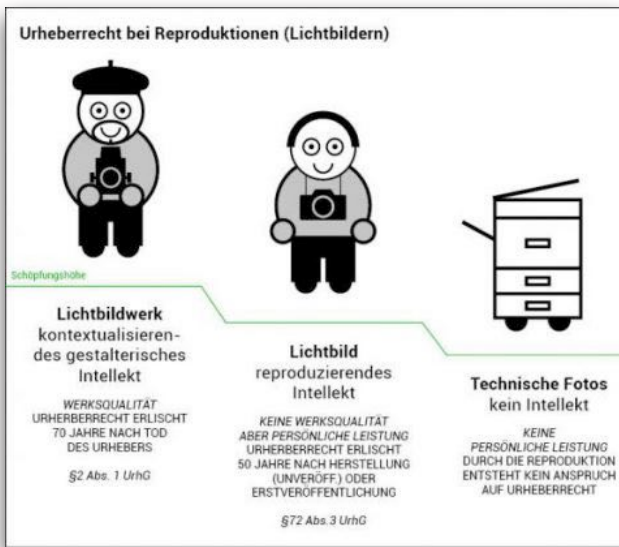 Urheberrecht bei Reproduktionen (Lichtbildern)
Schöpfungshöhe
Lichtbildwerk
kontextualisieren-
des gestalterisches
Intellekt
WERKSQUALITÄT
URHERBERRECHT ERLISCHT
70 JAHRE NACH TOD
DES URHEBERS
§2 Abs. 1 UrhG
Lichtbild
reproduzierendes
Intellekt
KEINE WERKSQUALITÄT
ABER PERSÖNLICHE LEISTUNG
URHERBERRECHT ERLISCHT
50 JAHRE NACH HERSTELLUNG
(UNVERÖFF.) ODER
ERSTVERÖFFENTLICHUNG
§72 Abs. 3 UrhG
Technische Fotos
kein Intellekt
KEINE
PERSÖNLICHE LEISTUNG
DURCH DIE REPRODUKTION
ENTSTEHT KEIN ANSPRUCH
AUF URHEBERRECHT